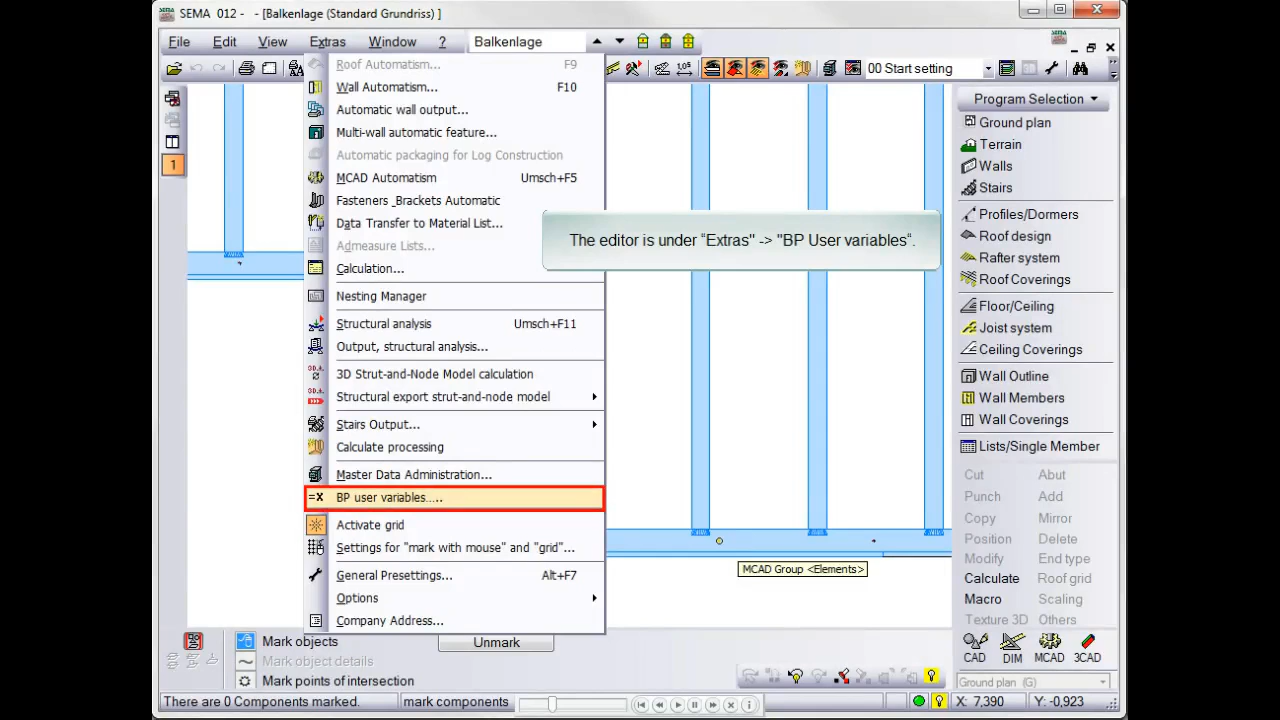 SEMA 012 - - [Balkenlage (Standard Grundriss) ]
File Edit View Extras Window ? Balkenlage
00 Start setting
Roof Automatism... F9
Wall Automatism... F10
Automatic wall output...
Multi-wall automatic feature...
Automatic packaging for Log Construction
MCAD Automatism Umsch+F5
Fasteners _Brackets Automatic
Data Transfer to Material List...
Admeasure Lists...
Calculation...
Nesting Manager
Structural analysis Umsch+F11
Output, structural analysis...
3D Strut-and-Node Model calculation
Structural export strut-and-node model
Stairs Output...
Calculate processing
Master Data Administration...
=X BP user variables.....
Activate grid
Settings for "mark with mouse" and "grid"...
General Presettings... Alt+F7
Options
Company Address...
1
The editor is under “Extras" -> "BP User variables“.
MCAD Group <Elements>
Program Selection
Ground plan
Terrain
Walls
Stairs
Profiles/Dormers
Roof design
Rafter system
Roof Coverings
Floor/Ceiling
Joist system
Ceiling Coverings
Wall Outline
Wall Members
Wall Coverings
Lists/Single Member
Cut Abut
Punch Add
Copy Mirror
Position Delete
Modify End type
Calculate Roof grid
Macro Scaling
Texture 3D Others
CAD DIM MCAD 3CAD
Ground plan (G)
Mark objects Unmark
Mark object details
Mark points of intersection
There are 0 Components marked. mark components X: 7,390 Y: -0,923